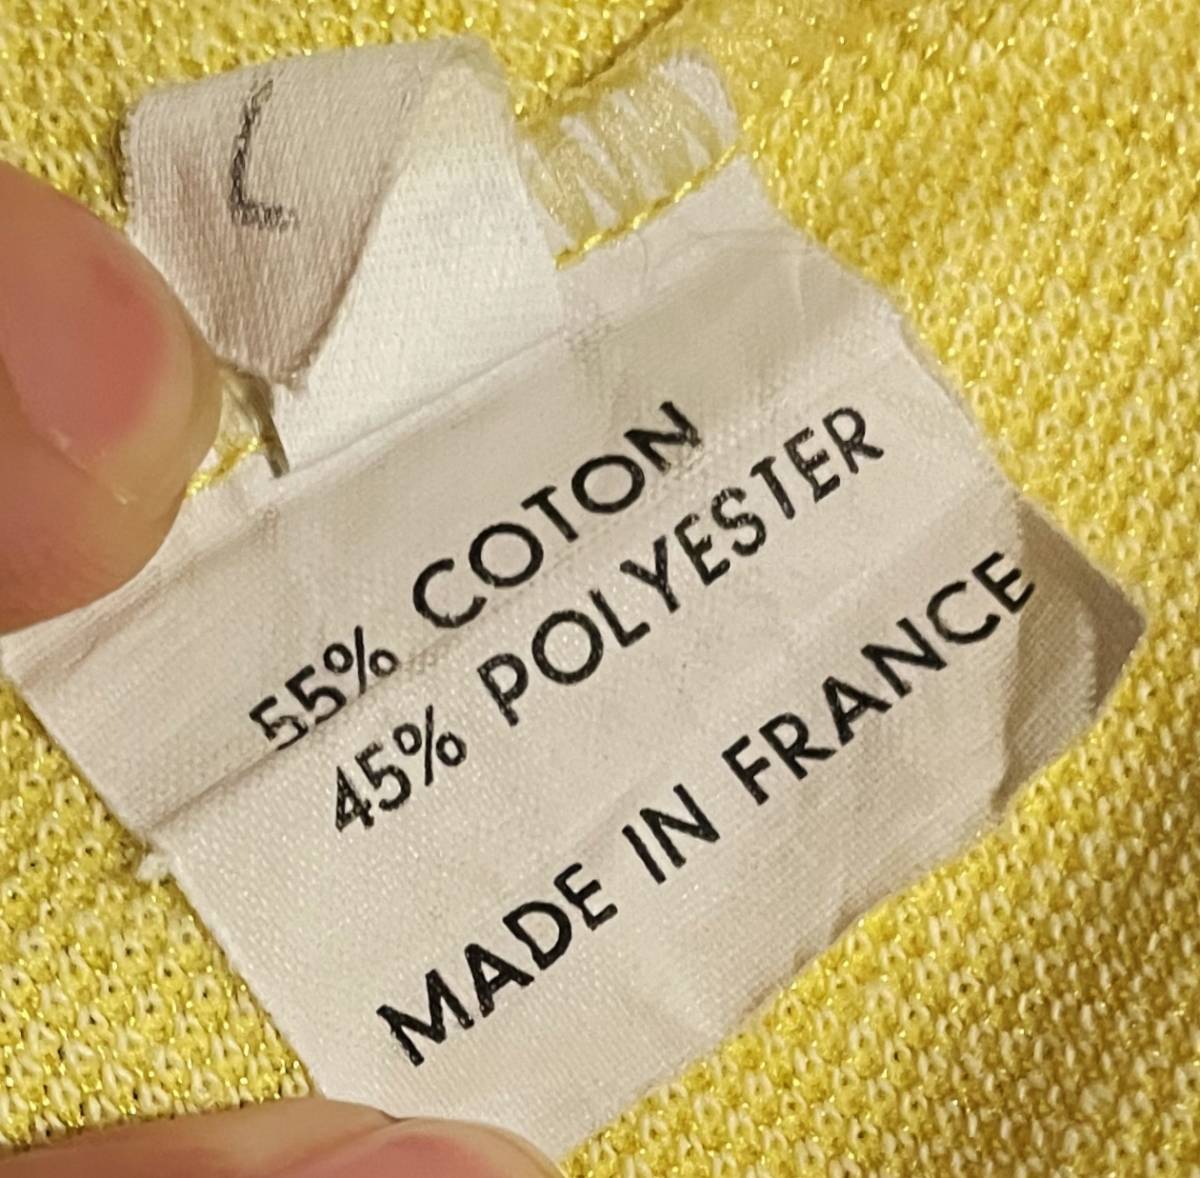 L
55% COTON
45% POLYESTER
MADE IN FRANCE